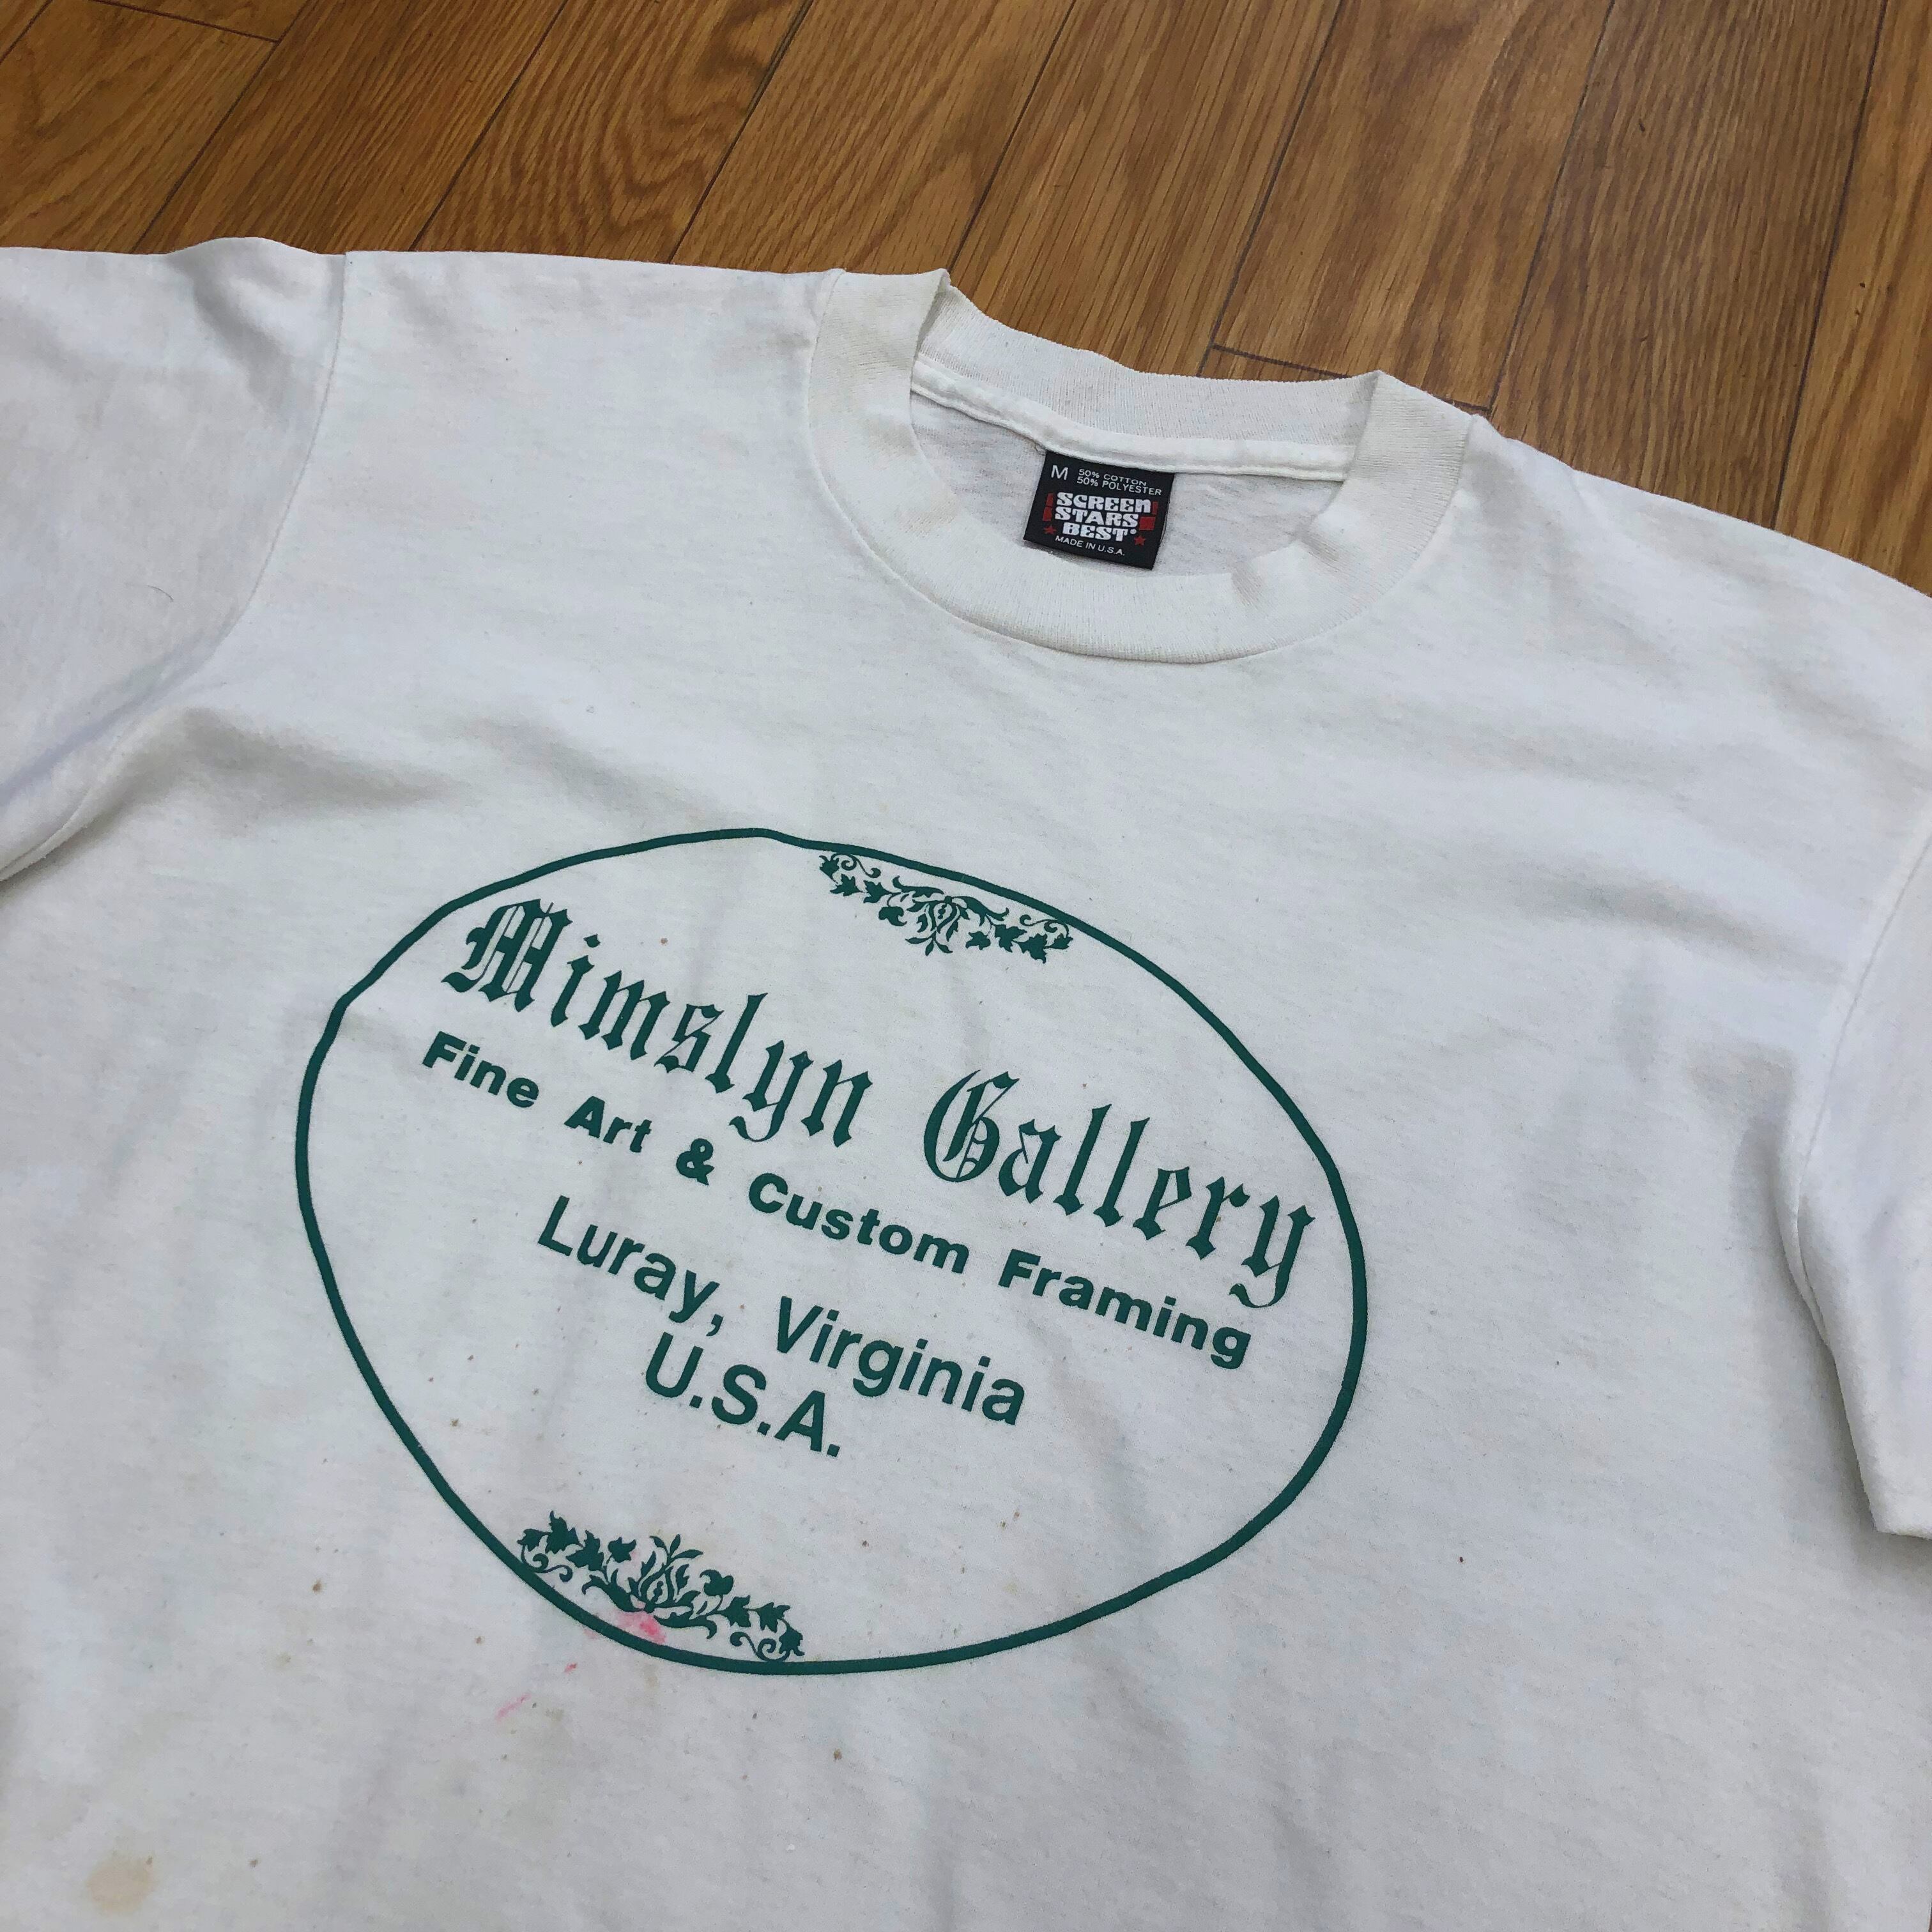 M 50% COTTON
50% POLYESTER
SCREEN
STARS
BEST®
MADE IN U.S.A.
Mimslyn Gallery
Fine Art & Custom Framing
Luray, Virginia
U.S.A.